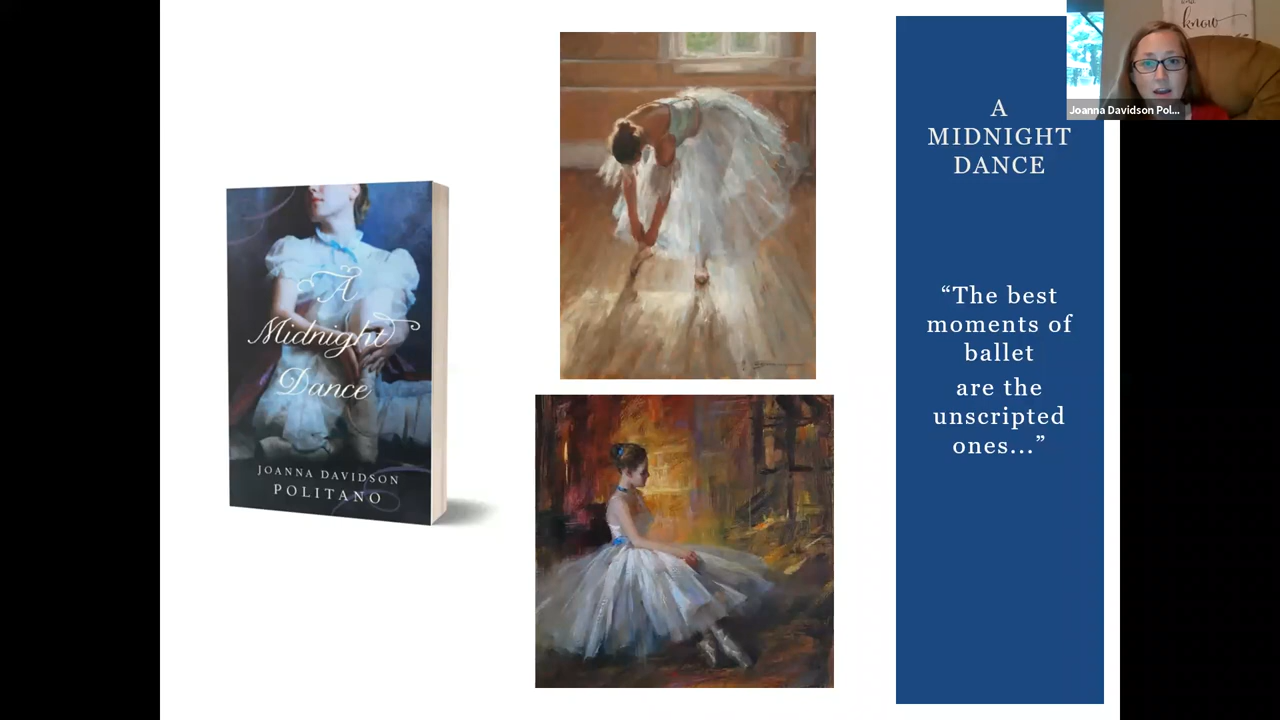 A
Midnight
Dance
JOANNA DAVIDSON
POLITANO
A
MIDNIGHT
DANCE
“The best
moments of
ballet
are the
unscripted
ones...”
know
Joanna Davidson Pol...